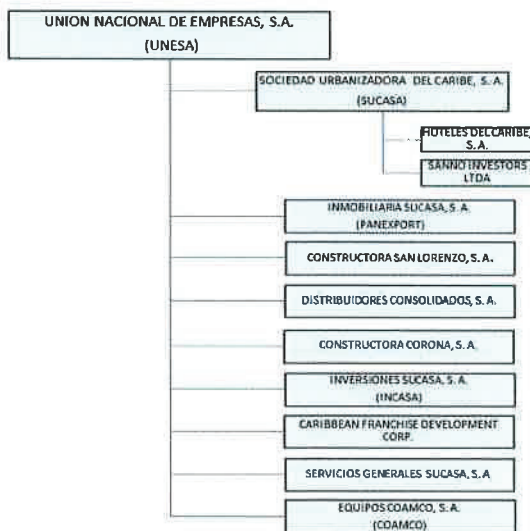 UNION NACIONAL DE EMPRESAS, S.A.
(UNESA)
SOCIEDAD URBANIZADORA DEL CARIBE, S. A.
(SUCASA)
HOTELES DEL CARIBE,
S. A.
SANNO INVESTORS
LTDA
INMOBILIARIA SUCASA, S. A.
(PANEXPORT)
CONSTRUCTORA SAN LORENZO, S. A.
DISTRIBUIDORES CONSOLIDADOS, S. A.
CONSTRUCTORA CORONA, S. A.
INVERSIONES SUCASA, S. A.
(INCASA)
CARIBBEAN FRANCHISE DEVELOPMENT
CORP.
SERVICIOS GENERALES SUCASA, S. A
EQUIPOS COAMCO, S. A.
(COAMCO)